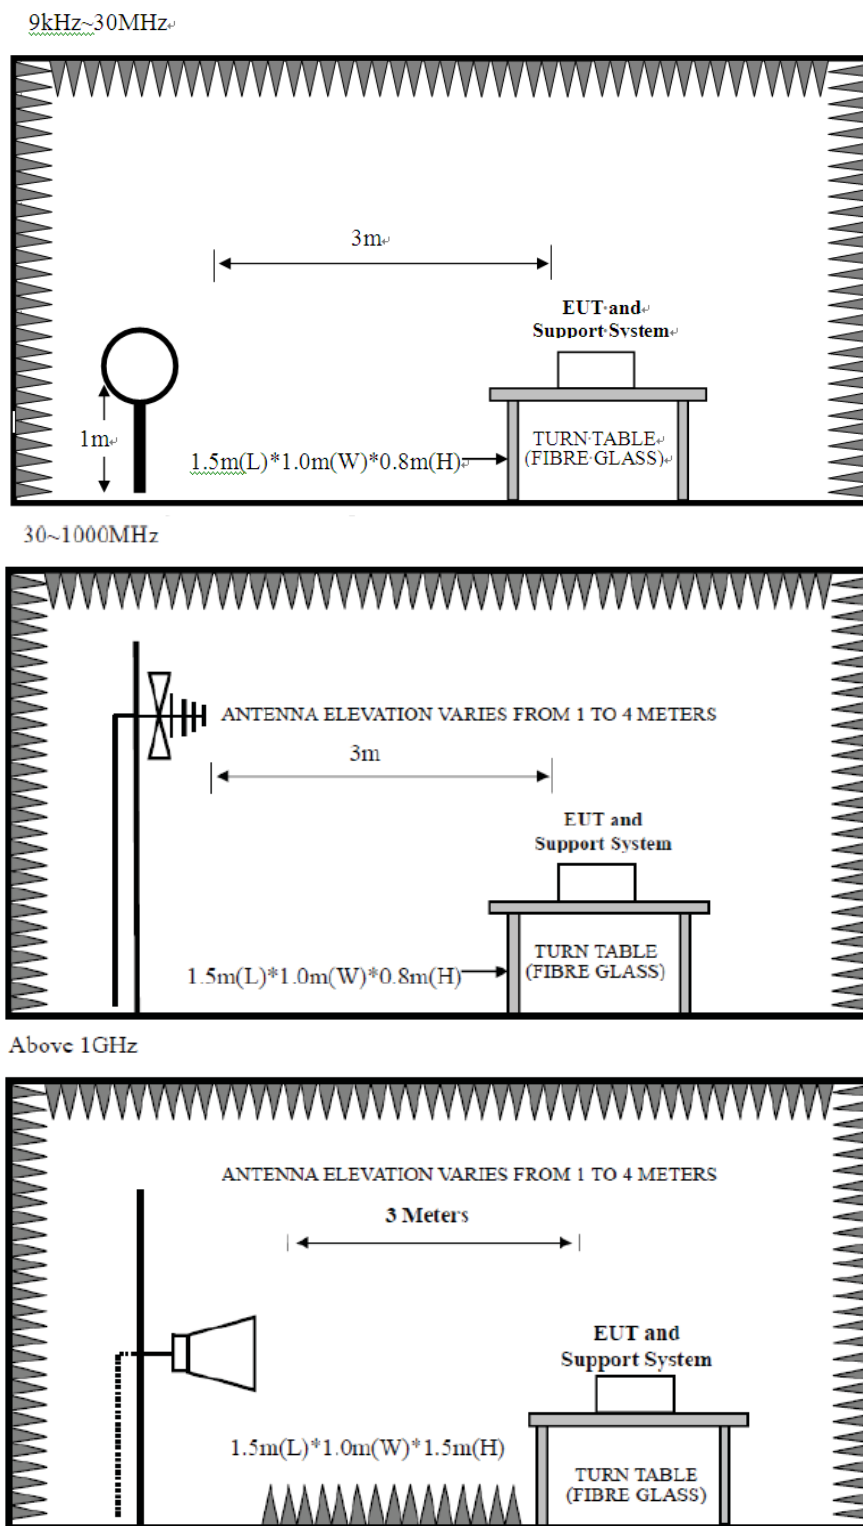 9kHz~30MHz
3m
EUT and
Support System
1m
1.5m(L)*1.0m(W)*0.8m(H)
TURN TABLE
(FIBRE GLASS)
30~1000MHz
ANTENNA ELEVATION VARIES FROM 1 TO 4 METERS
3m
EUT and
Support System
1.5m(L)*1.0m(W)*0.8m(H)
TURN TABLE
(FIBRE GLASS)
Above 1GHz
ANTENNA ELEVATION VARIES FROM 1 TO 4 METERS
3 Meters
EUT and
Support System
1.5m(L)*1.0m(W)*1.5m(H)
TURN TABLE
(FIBRE GLASS)